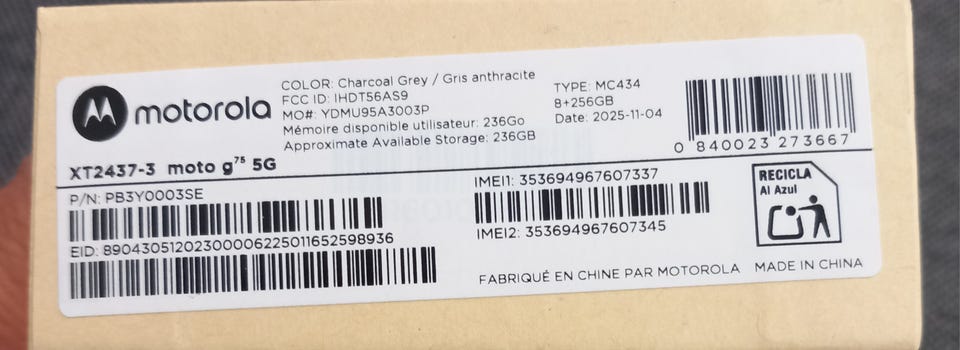 motorola
COLOR: Charcoal Grey / Gris anthracite
FCC ID: IHDT56AS9
MO#: YDMU95A3003P
Mémoire disponible utilisateur: 236Go
Approximate Available Storage: 236GB
TYPE: MC434
8+256GB
Date: 2025-11-04
0 840023 273667
XT2437-3 moto g75 5G
P/N: PB3Y0003SE
EID: 89043051202300006225011652598936
IMEI1: 353694967607337
IMEI2: 353694967607345
RECICLA
Al Azul
FABRIQUÉ EN CHINE PAR MOTOROLA MADE IN CHINA